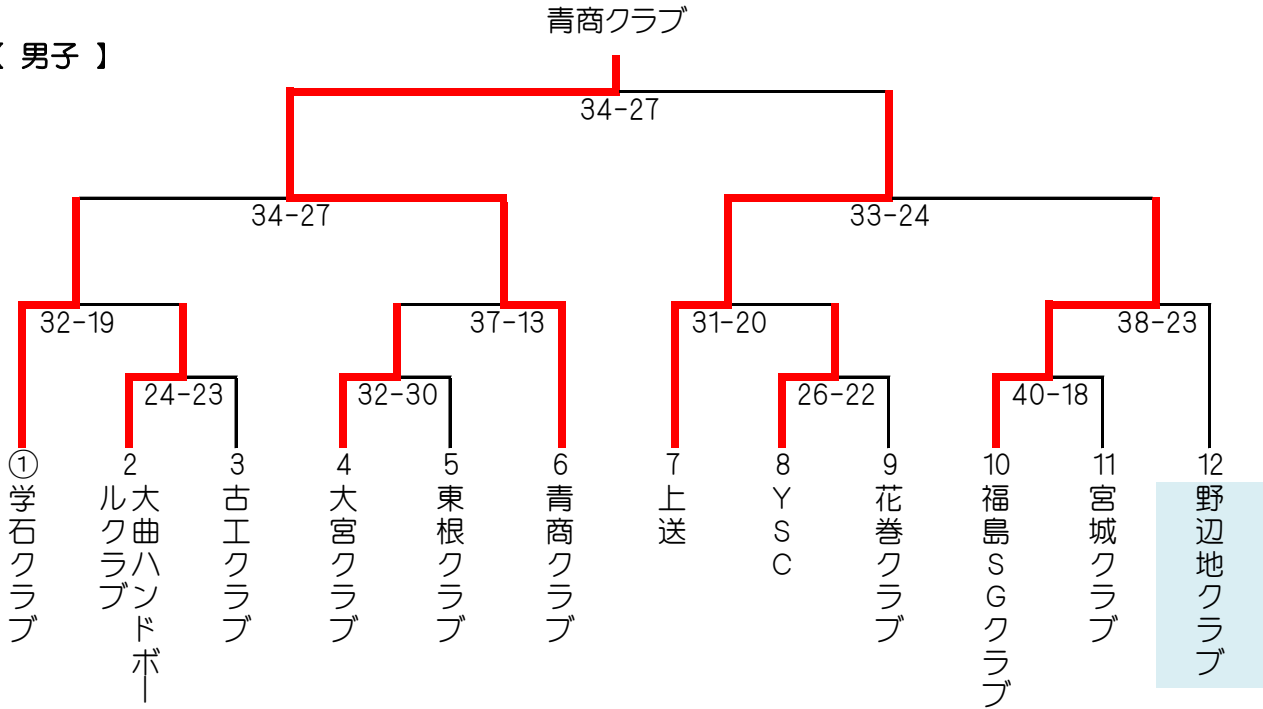 青商クラブ
【 男子 】
34-27
34-27
33-24
32-19
37-13
31-20
38-23
24-23
32-30
26-22
40-18
① 学石クラブ
2 大曲ハンドボールクラブ
3 古工クラブ
4 大宮クラブ
5 東根クラブ
6 青商クラブ
7 上送
8 YSC
9 花巻クラブ
10 福島SGクラブ
11 宮城クラブ
12 野辺地クラブ